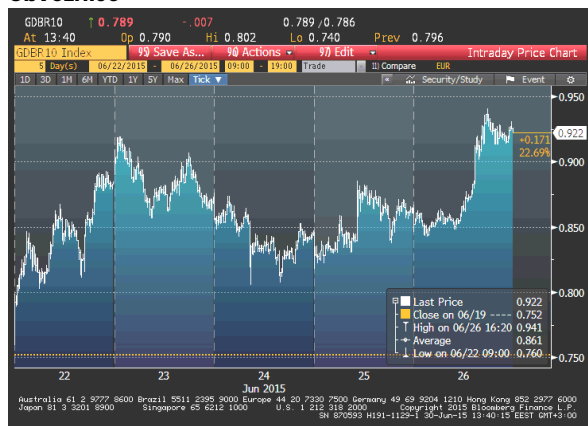 GDBR10 ↑ 0.789 -.007 0.789 /0.786
At 13:40 Op 0.790 Hi 0.802 Lo 0.740 Prev 0.796
GDBR10 Index 99) Save As... 96) Actions 97) Edit Intraday Price Chart
5 Day(s) 06/22/2015 - 06/26/2015 09:00 - 19:00 Trade 11) Compare EUR
1D 3D 1M 6M YTD 1Y 5Y Max Tick ▼ « Security/Study Event
0.950
0.922
+0.171
22.69%
0.900
0.850
0.800
0.750
Last Price 0.922
Close on 06/19 ---- 0.752
High on 06/26 16:20 0.941
Average 0.861
Low on 06/22 09:00 0.760
22 23 24 25 26
Jun 2015
Australia 61 2 9777 8600 Brazil 5511 2395 9000 Europe 44 20 7330 7500 Germany 49 69 9204 1210 Hong Kong 852 2977 6000
Japan 81 3 3201 8900 Singapore 65 6212 1000 U.S. 1 212 318 2000 Copyright 2015 Bloomberg Finance L.P.
SN 870593 H191-1129-1 30-Jun-15 13:40:15 EEST GMT+3:00